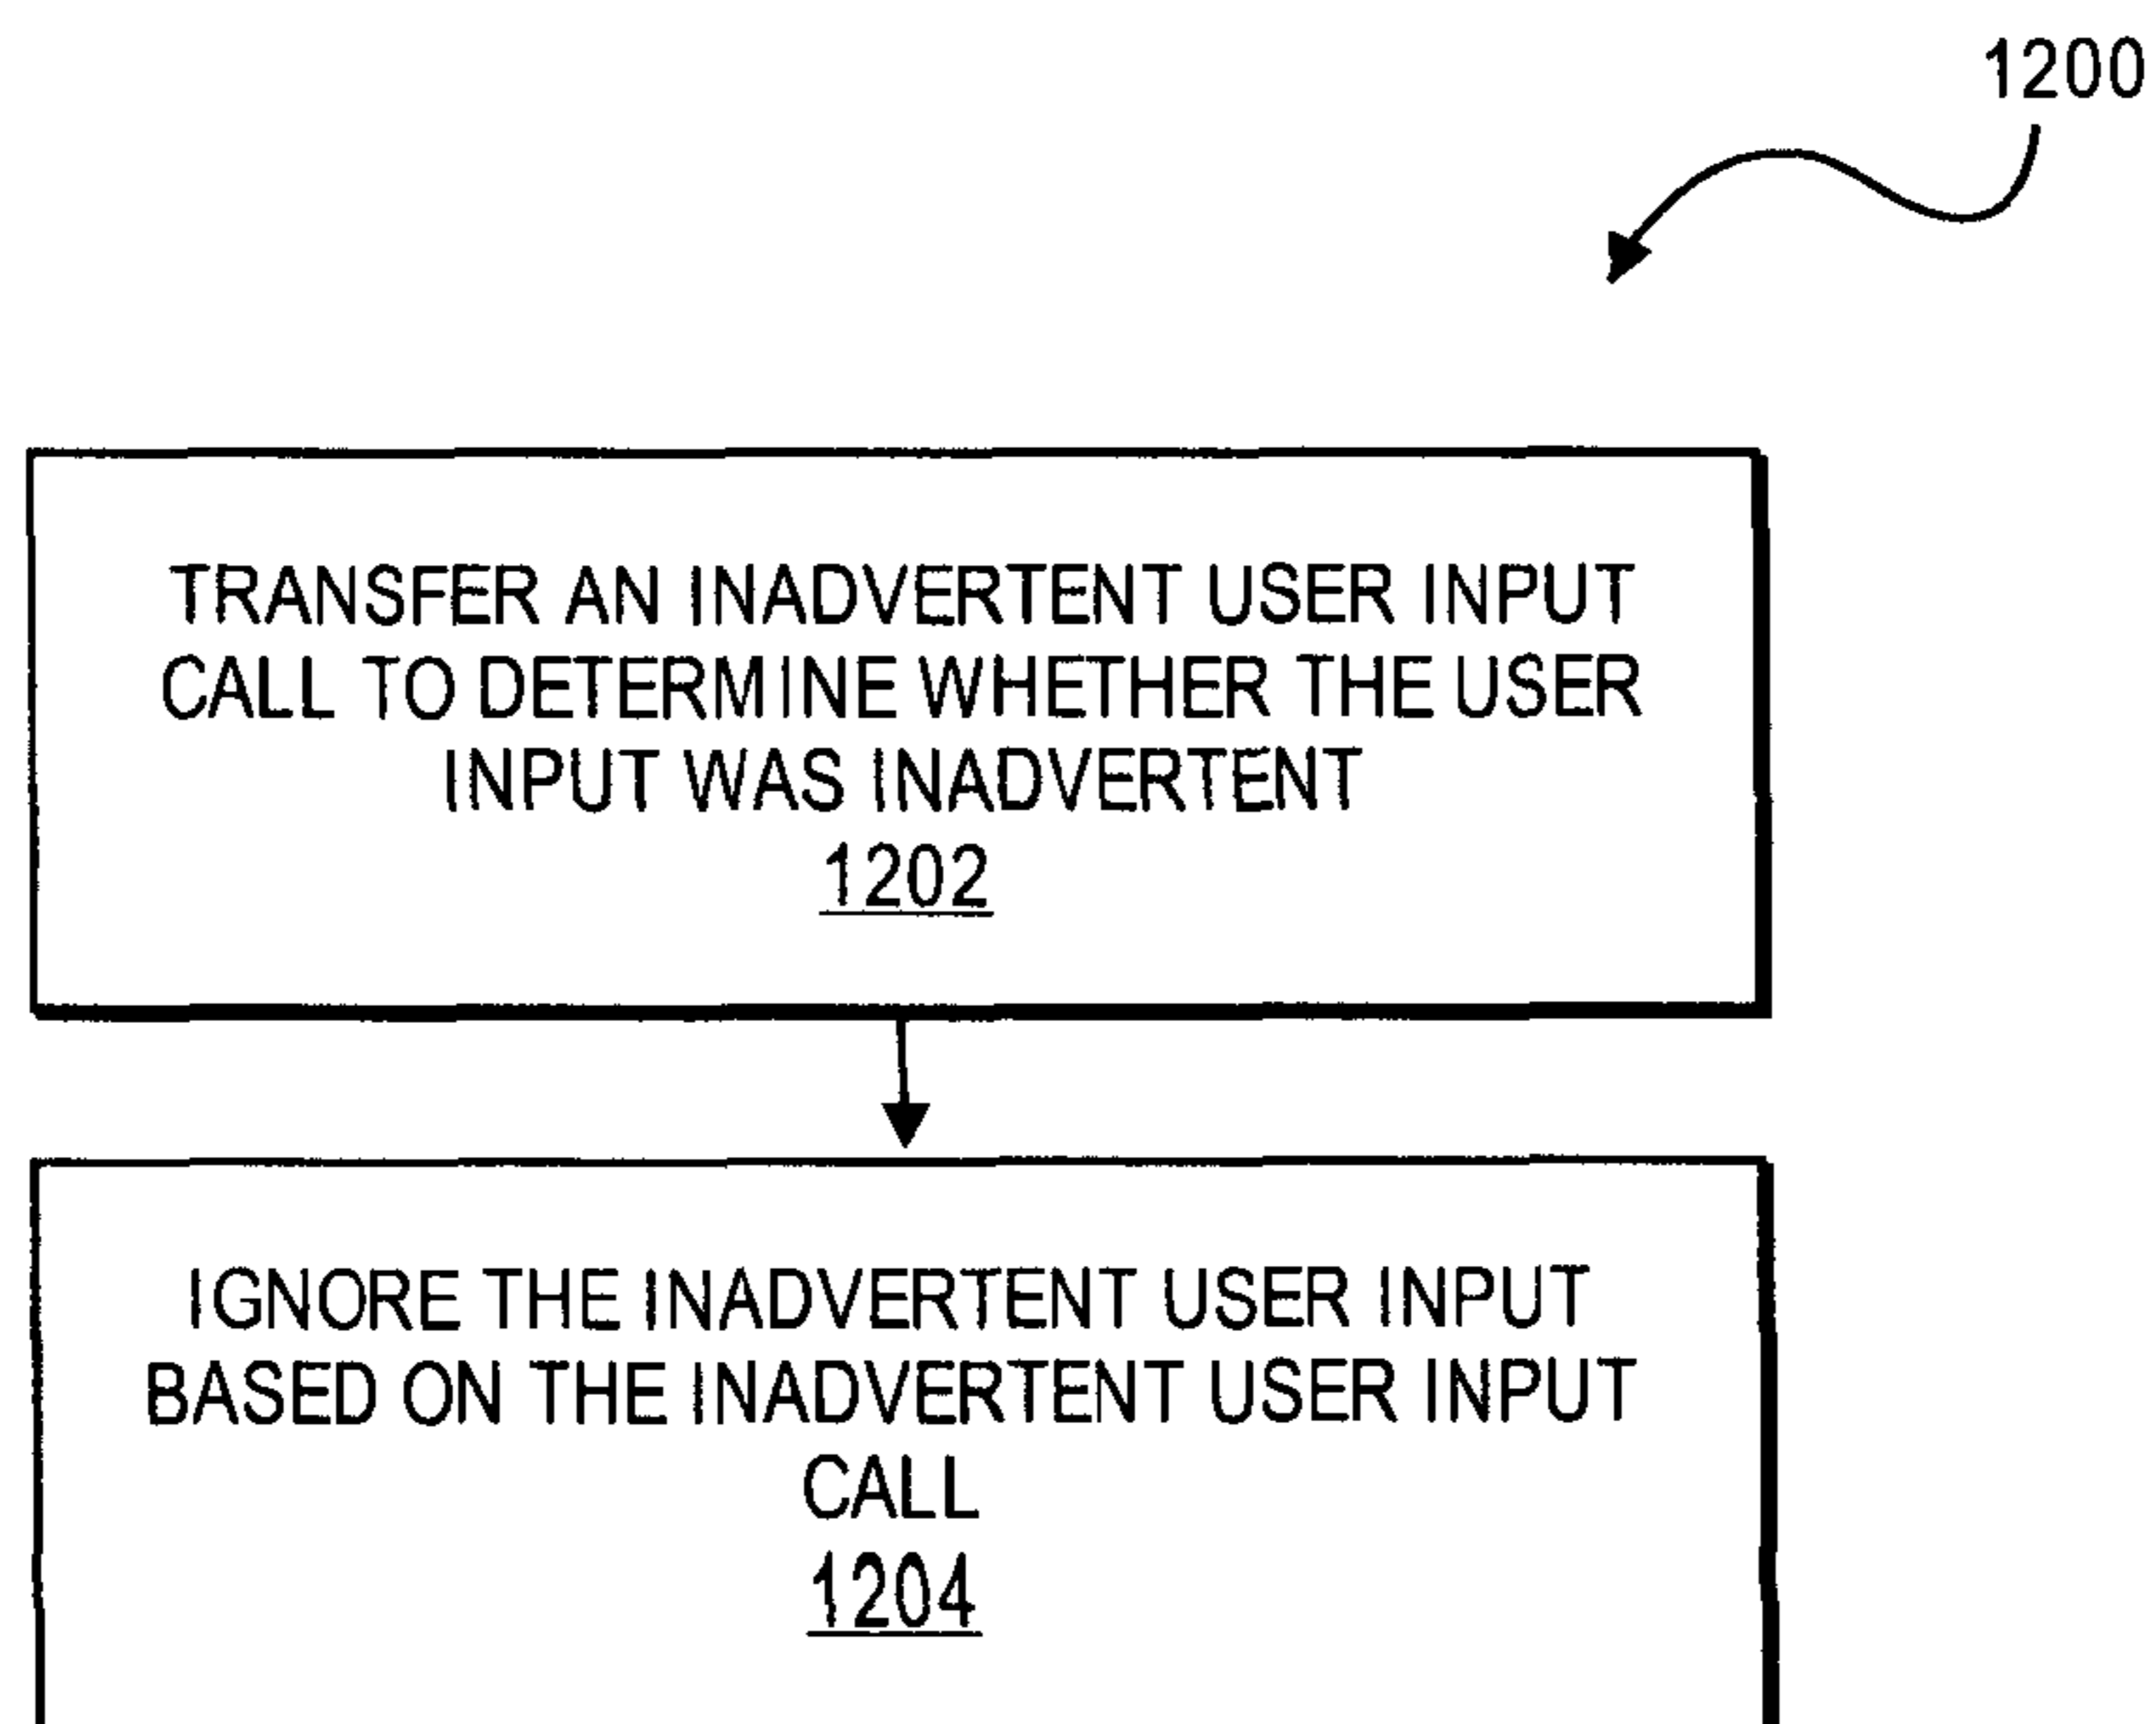 1200
TRANSFER AN INADVERTENT USER INPUT
CALL TO DETERMINE WHETHER THE USER
INPUT WAS INADVERTENT
1202
IGNORE THE INADVERTENT USER INPUT
BASED ON THE INADVERTENT USER INPUT
CALL
1204